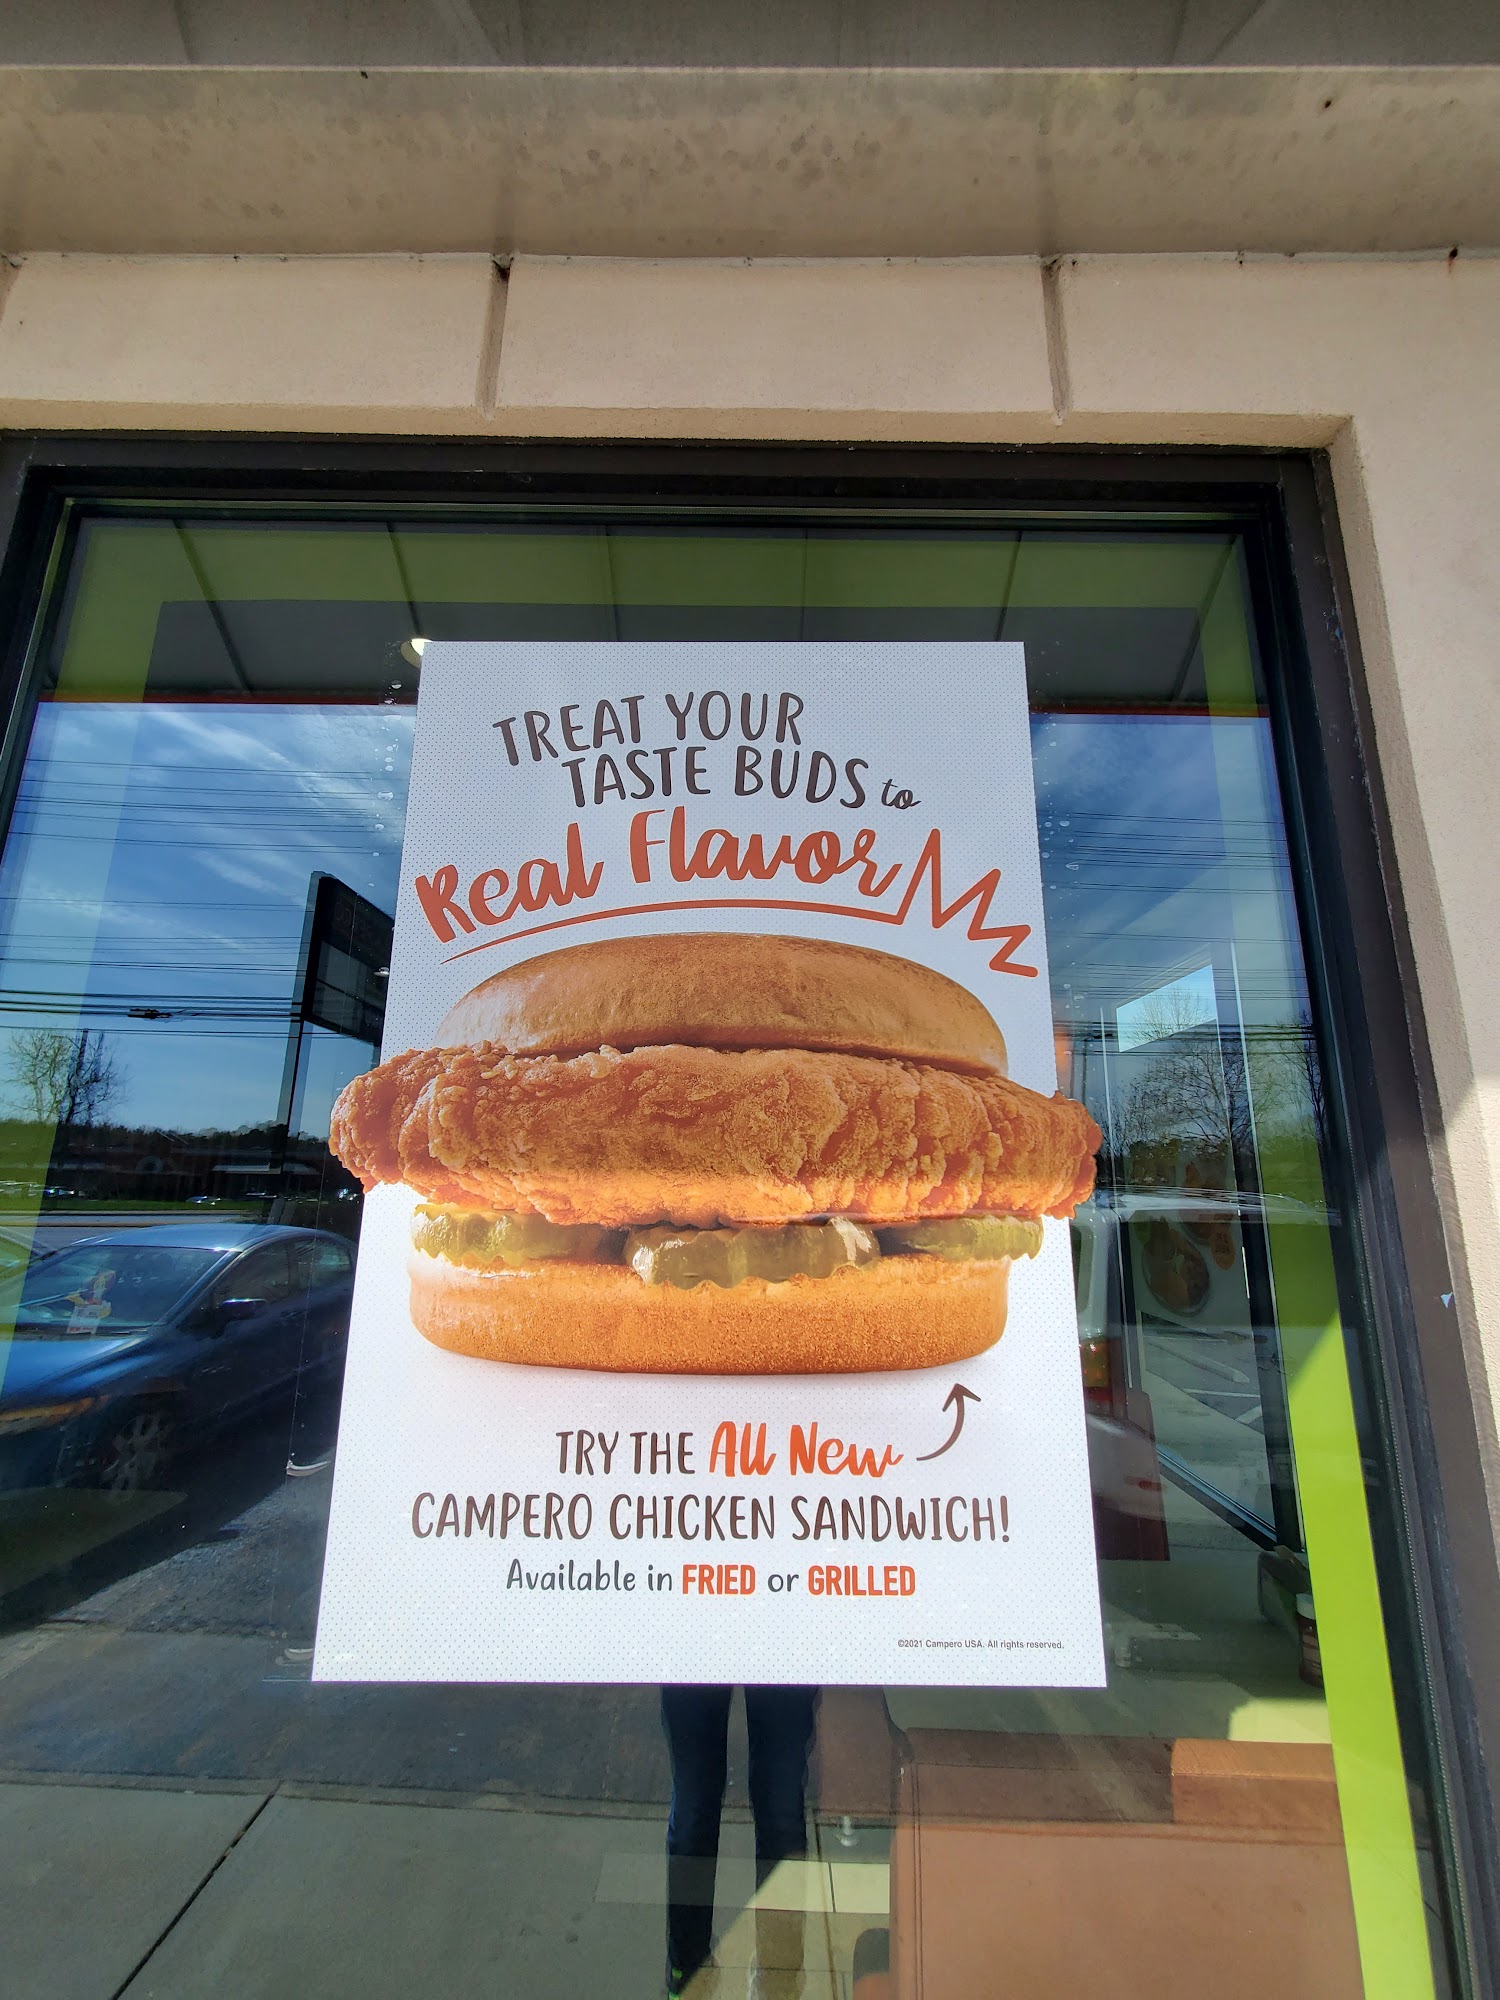 TREAT YOUR
TASTE BUDS to
Real Flavor
TRY THE All New
CAMPERO CHICKEN SANDWICH!
Available in FRIED or GRILLED
©2021 Campero USA. All rights reserved.